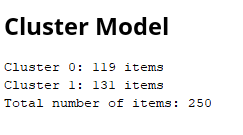 Cluster Model
Cluster 0: 119 items
Cluster 1: 131 items
Total number of items: 250